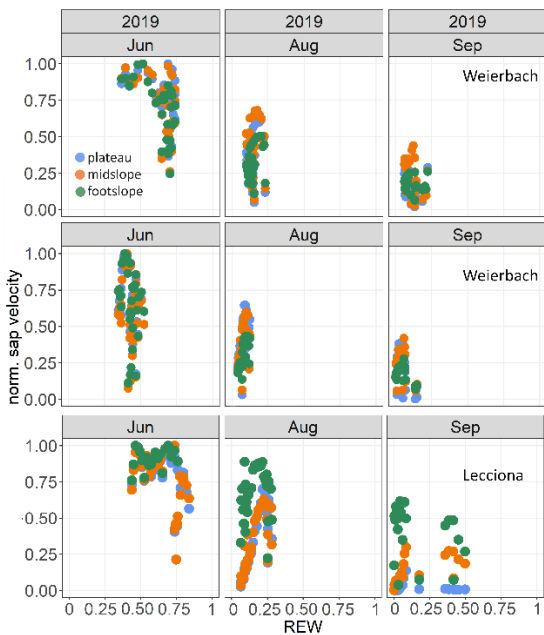 2019 2019 2019
Jun Aug Sep
1.00 Weierbach
0.75
0.50
plateau
midslope
0.25
footslope
0.00
Jun Aug Sep
1.00 Weierbach
0.75
0.50
0.25
0.00
norm. sap velocity
Jun Aug Sep
1.00 Lecciona
0.75
0.50
0.25
0.00
0 0.25 0.50 0.75 1 0 0.25 0.50 0.75 1 0 0.25 0.50 0.75 1
REW